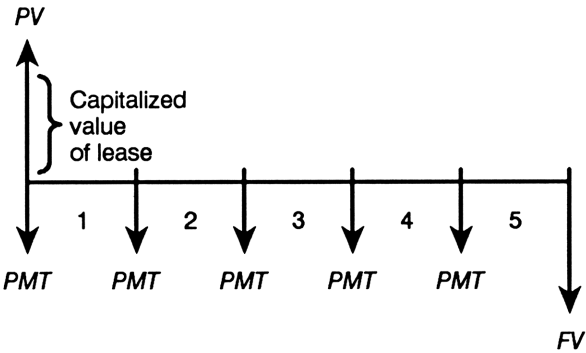 PV
Capitalized
value
of lease
1 2 3 4 5
PMT PMT PMT PMT PMT
FV